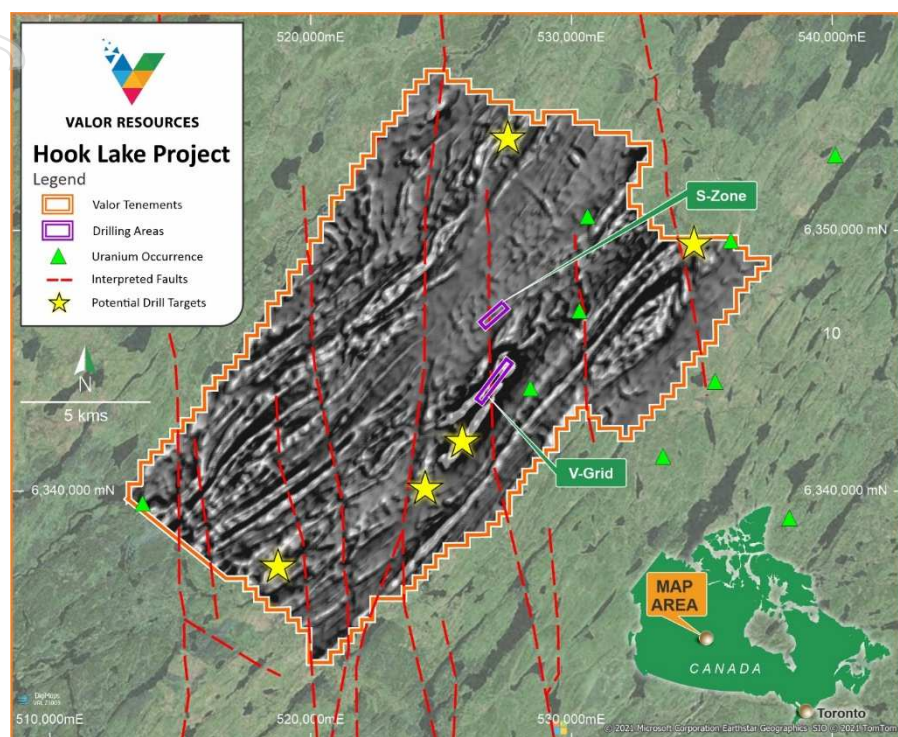 520,000mE
530,000mE
540,000mE
VALOR RESOURCES
Hook Lake Project
Legend
Valor Tenements
Drilling Areas
Uranium Occurrence
Interpreted Faults
Potential Drill Targets
S-Zone
6,350,000 mN
10
N
5 kms
V-Grid
6,340,000 mN
6,340,000 mN
MAP
AREA
CANADA
Toronto
DigMaps
510,000mE
520,000mE
530,000mE
© 2021 Microsoft Corporation Earthstar Geographics SIO © 2021 TomTom